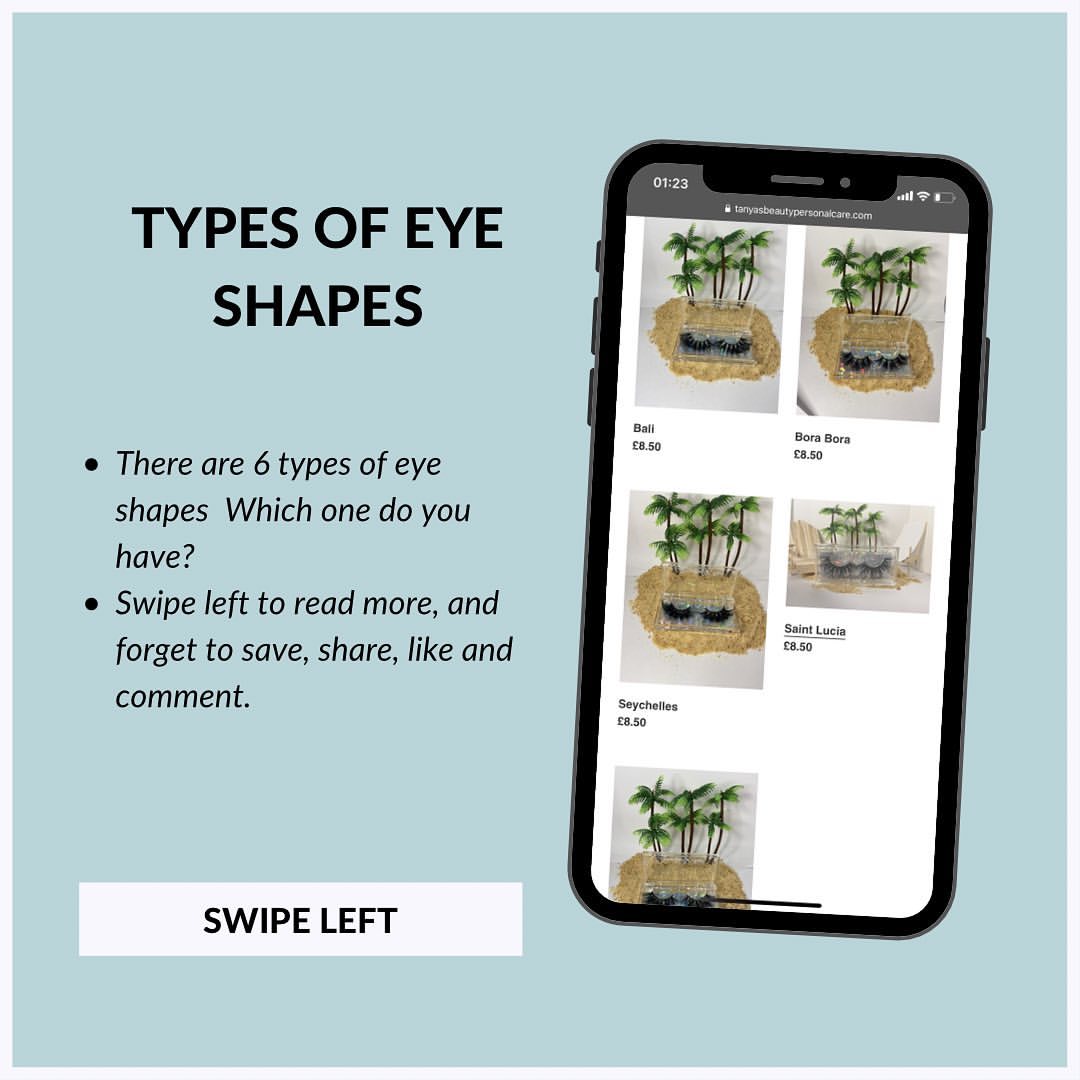 TYPES OF EYE
SHAPES
• There are 6 types of eye
shapes  Which one do you
have?
• Swipe left to read more, and
forget to save, share, like and
comment.
SWIPE LEFT
01:23
tanyasbeautypersonalcare.com
Bali
£8.50
Bora Bora
£8.50
Seychelles
£8.50
Saint Lucia
£8.50